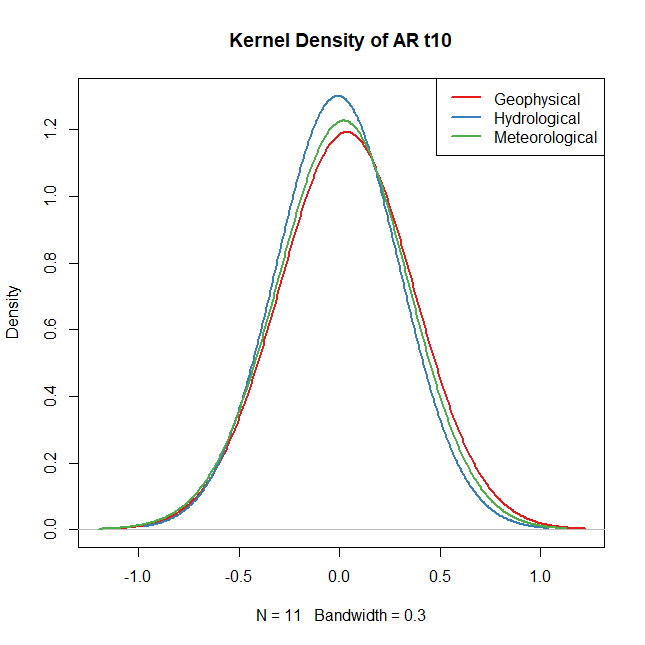 Kernel Density of AR t10
Geophysical
Hydrological
Meteorological
Density
1.2
1.0
0.8
0.6
0.4
0.2
0.0
-1.0 -0.5 0.0 0.5 1.0
N = 11 Bandwidth = 0.3